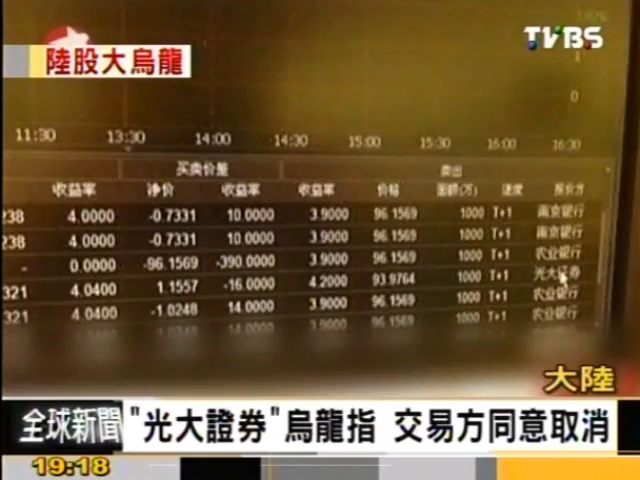 TVBS
陸股大烏龍
1
0
11:30 13:30 14:00 14:30 15:00 15:30 16:00 16:30
买卖价差 卖出
收益率 净价 收益率 收益率 价格 面额(万) 速度 报价方
238 4.0000 -0.7331 10.0000 3.9000 96.1569 1000 T+1 南京银行
238 4.0000 -0.7331 10.0000 3.9000 96.1569 1000 T+1 南京银行
- 0.0000 -96.1569 -390.0000 3.9000 96.1569 1000 T+1 农业银行
321 4.0400 1.1557 -16.0000 4.2000 93.9764 1000 T+1 光大证券
321 4.0400 -1.0248 14.0000 3.9000 96.1569 1000 T+1 农业银行
14.0000 3.9000 96.1569 1000 T+1 农业银行
大陸
全球新聞 "光大證券"烏龍指 交易方同意取消
19:18